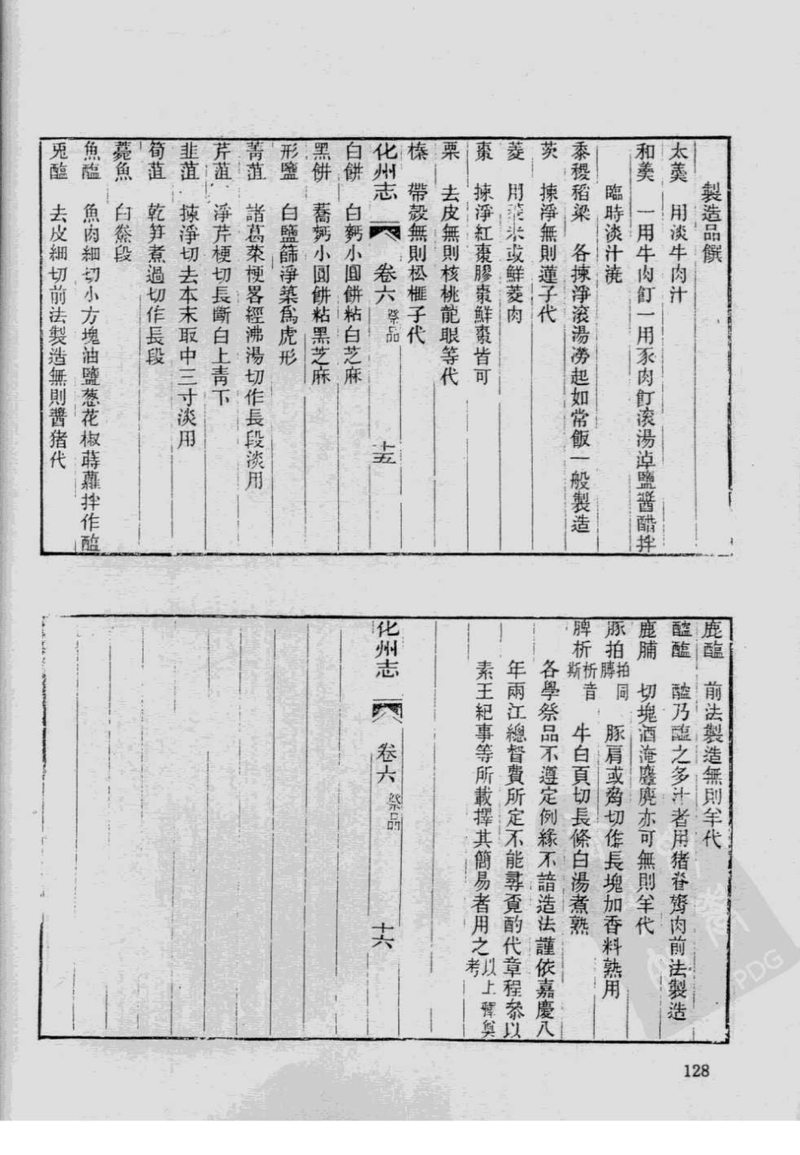 製造品饌
太羹　用淡牛肉汁
和羹　一用牛肉飣一用豕肉飣滾湯淖鹽醬醋拌
臨時淡汁澆
黍稷稻粱　各揀淨滾湯澇起如常飯一般製造
芡　揀淨無則蓮子代
菱　用菱米或鮮菱肉
棗　揀淨紅棗膠棗鮮棗皆可
栗　去皮無則核桃龍眼等代
榛　帶殼無則松榧子代
化州志　卷六　祭品　十五
白餅　白麪小圓餅粘白芝麻
黑餅　蕎麪小圓餅粘黑芝麻
形鹽　白鹽篩淨築爲虎形
菁菹　諸葛菜梗畧經沸湯切作長段淡用
芹菹　淨芹梗切長斷白上靑下
韭菹　揀淨切去本末取中三寸淡用
筍菹　乾笋煮過切作長段
薧魚　白鯗段
魚醢　魚肉細切小方塊油鹽葱花椒蒔蘿拌作醢
兎醢　去皮細切前法製造無則醬猪代
鹿醢　前法製造無則羊代
醓醢　醓乃醢之多汁者用猪脊膂肉前法製造
鹿脯　切塊酒淹麞麂亦可無則羊代
豚拍拍同膊　豚肩或脅切作長塊加香料熟用
脾析析音斯　牛白頁切長條白湯煮熟
各學祭品不遵定例緣不諳造法謹依嘉慶八
年兩江總督費所定不能尋覓酌代章程叅以
素王紀事等所載擇其簡易者用之以上彝奠考
化州志　卷六　祭品　十六
128